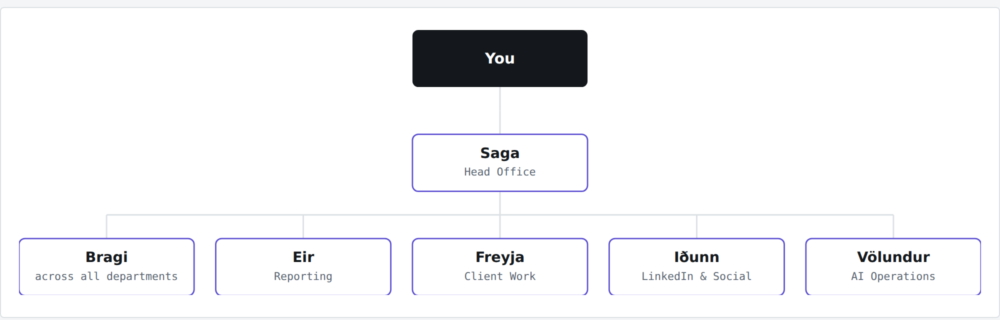 You
Saga
Head Office
Bragi
across all departments
Eir
Reporting
Freyja
Client Work
Iðunn
LinkedIn & Social
Völundur
AI Operations